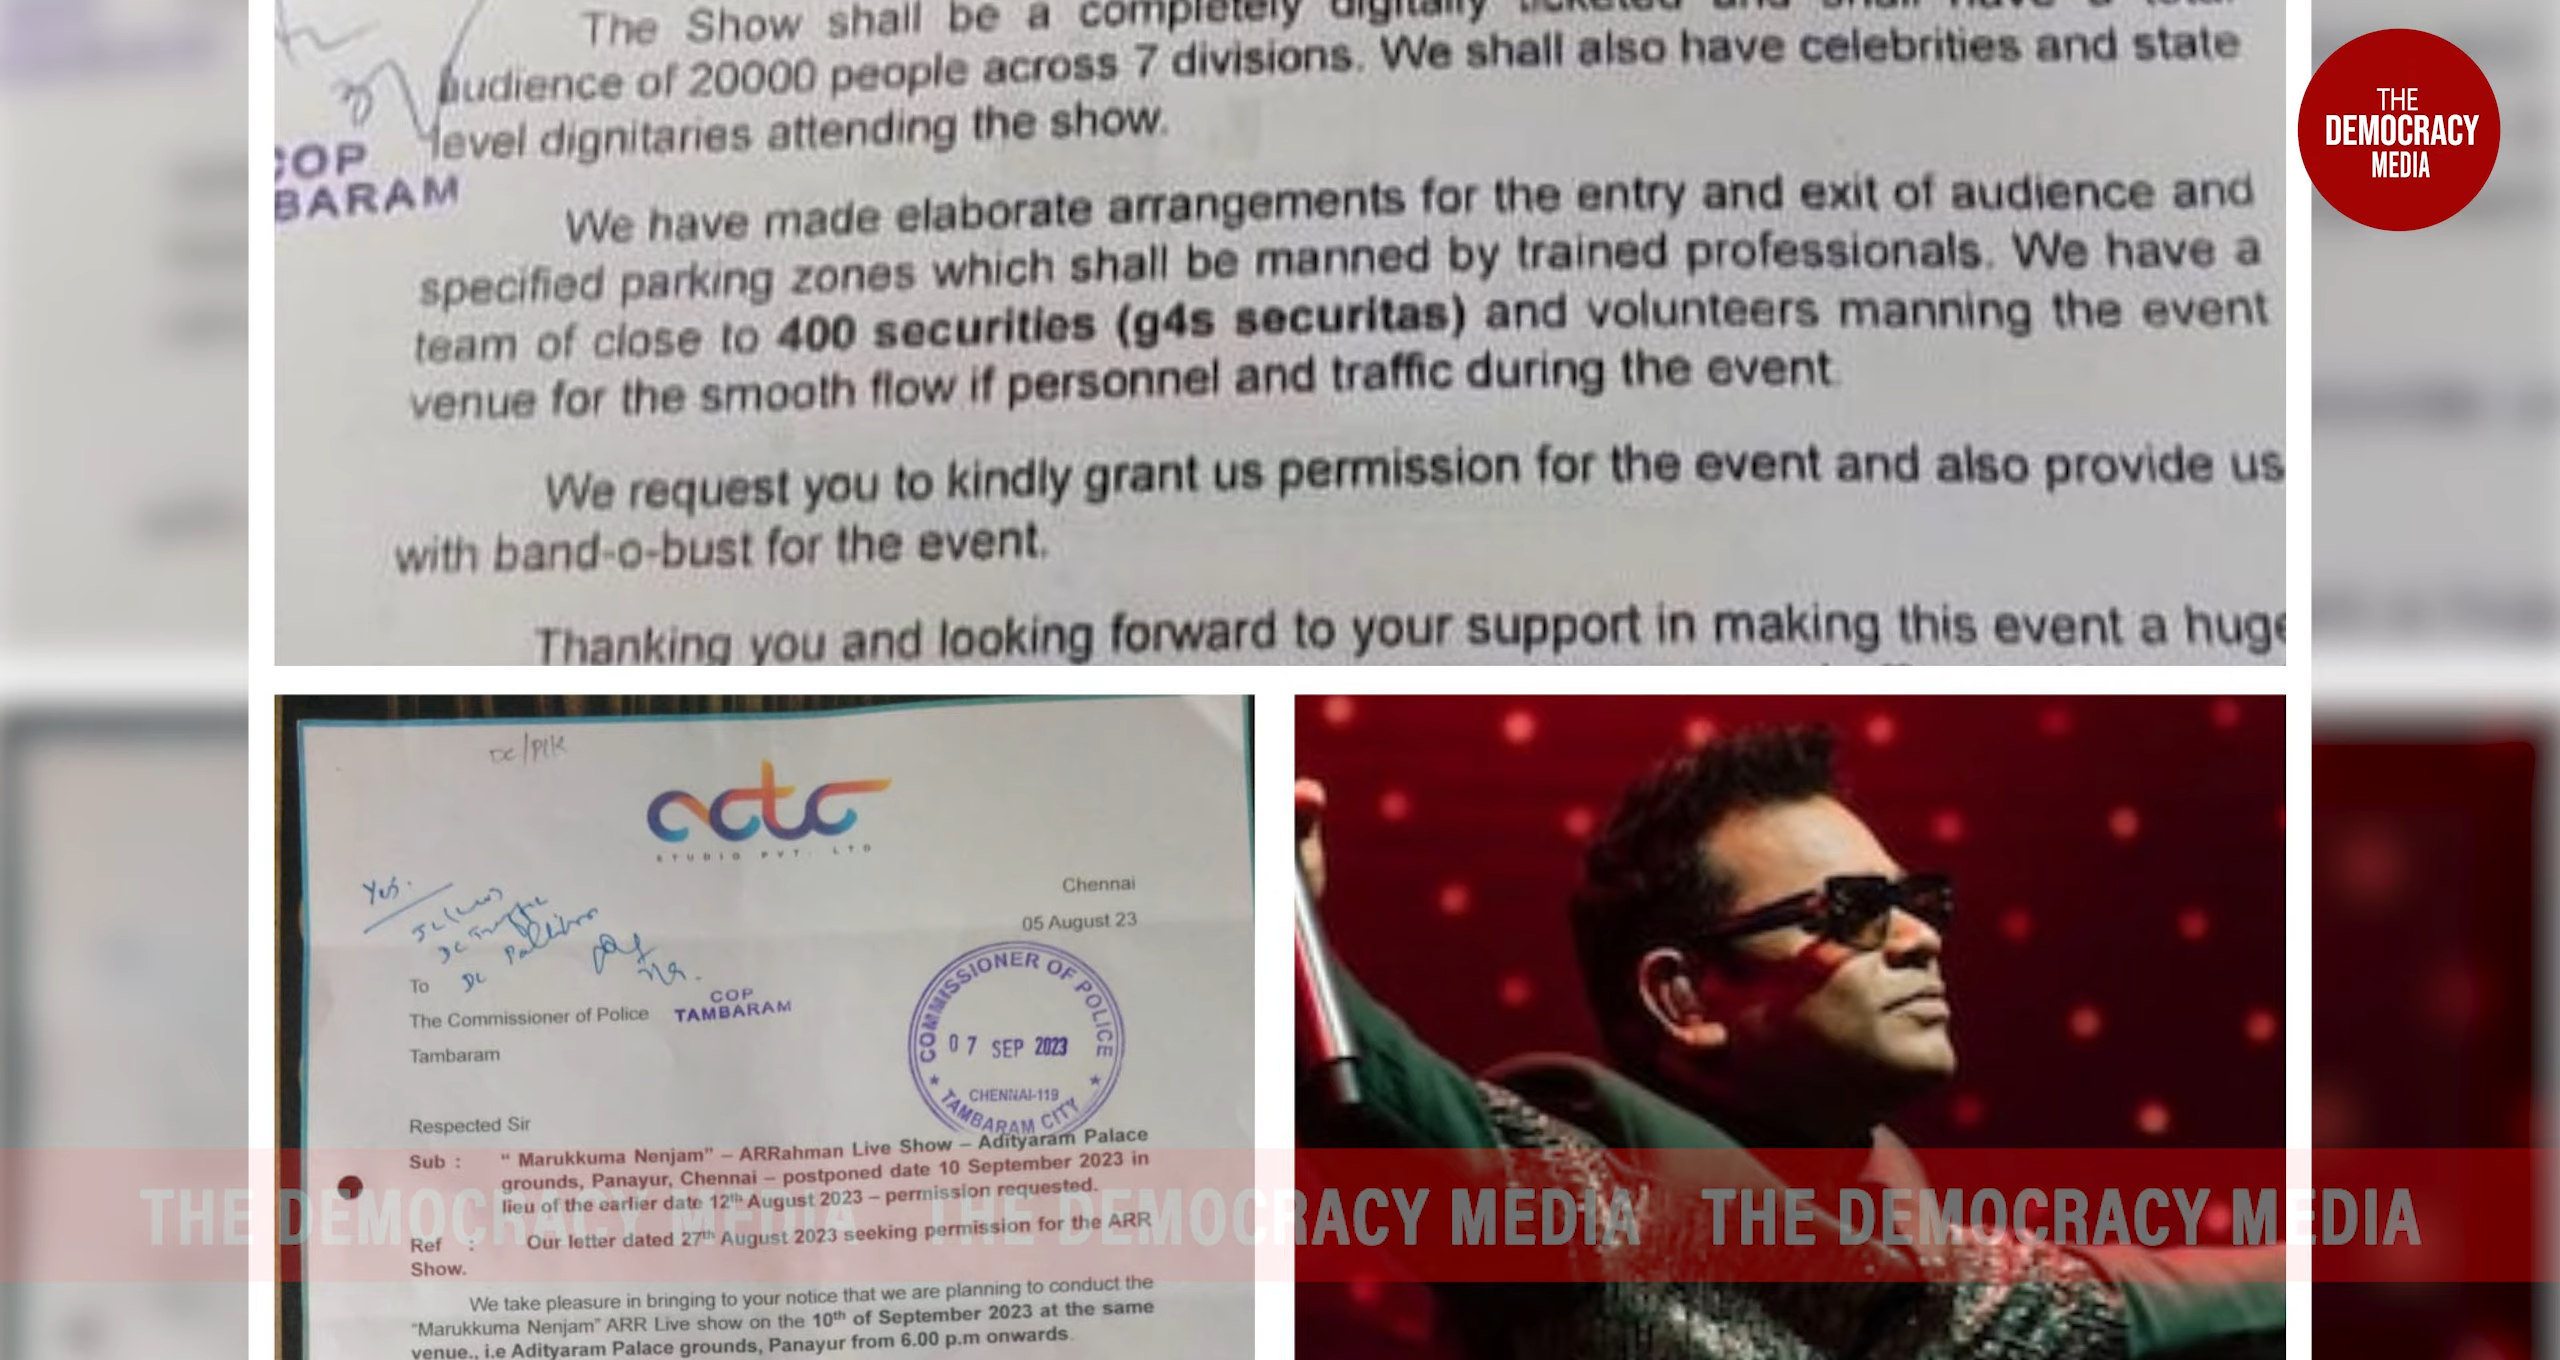 The Show shall be a completely digitally ticketed and shall have a total
audience of 20000 people across 7 divisions. We shall also have celebrities and state
level dignitaries attending the show.
COP
BARAM
We have made elaborate arrangements for the entry and exit of audience and
specified parking zones which shall be manned by trained professionals. We have a
team of close to 400 securities (g4s securitas) and volunteers manning the event
venue for the smooth flow if personnel and traffic during the event.
We request you to kindly grant us permission for the event and also provide us
with band-o-bust for the event.
Thanking you and looking forward to your support in making this event a huge
THE
DEMOCRACY
MEDIA
actc
STUDIO PVT. LTD
Chennai
05 August 23
Yes.
To
The Commissioner of Police
COP
TAMBARAM
Tambaram
COMMISSIONER OF POLICE
07 SEP 2023
CHENNAI-119
TAMBARAM CITY
Respected Sir
Sub : “ Marukkuma Nenjam” – ARRahman Live Show – Adityaram Palace
grounds, Panayur, Chennai – postponed date 10 September 2023 in
lieu of the earlier date 12th August 2023 – permission requested.
Ref : Our letter dated 27th August 2023 seeking permission for the ARR
Show.
We take pleasure in bringing to your notice that we are planning to conduct the
“Marukkuma Nenjam” ARR Live show on the 10th of September 2023 at the same
venue., i.e Adityaram Palace grounds, Panayur from 6.00 p.m onwards.
THE DEMOCRACY MEDIA THE DEMOCRACY MEDIA THE DEMOCRACY MEDIA